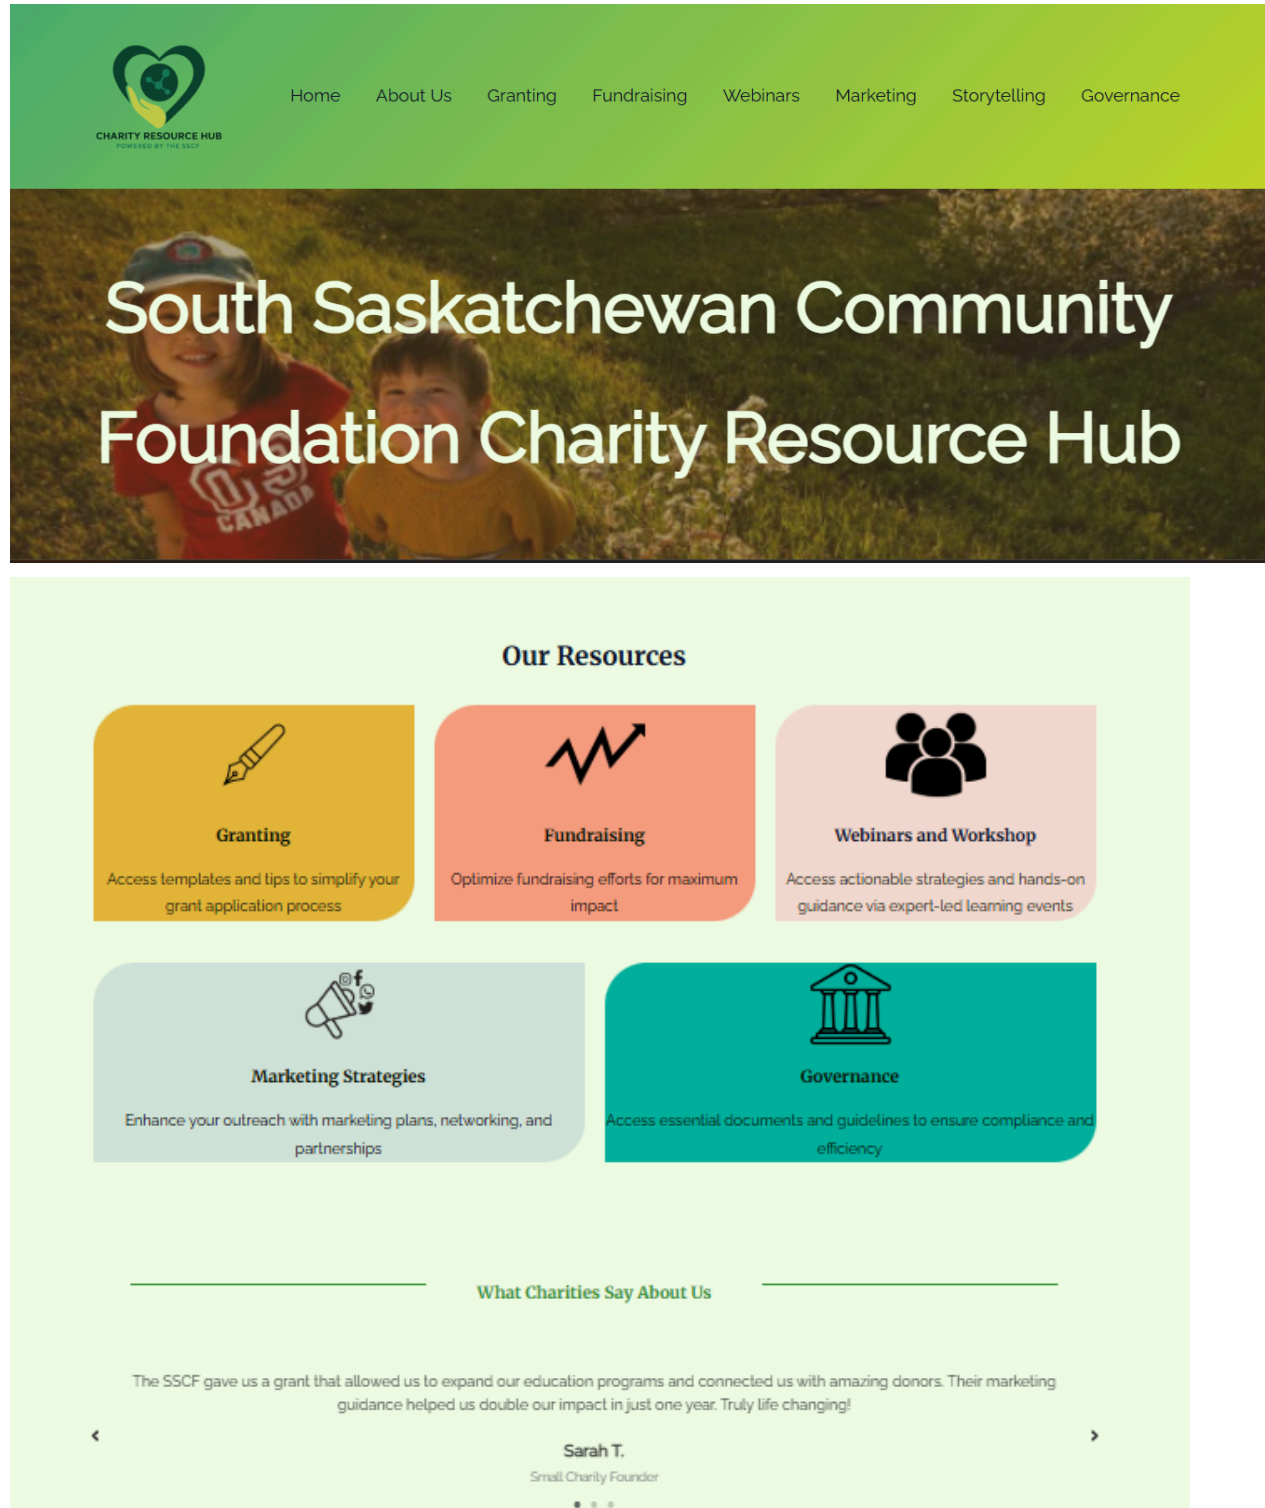 CHARITY RESOURCE HUB
POWERED BY THE SSCF
Home About Us Granting Fundraising Webinars Marketing Storytelling Governance
South Saskatchewan Community
Foundation Charity Resource Hub
CANADA
Our Resources
Granting
Access templates and tips to simplify your
grant application process
Fundraising
Optimize fundraising efforts for maximum
impact
Webinars and Workshop
Access actionable strategies and hands-on
guidance via expert-led learning events
Marketing Strategies
Enhance your outreach with marketing plans, networking, and
partnerships
Governance
Access essential documents and guidelines to ensure compliance and
efficiency
What Charities Say About Us
The SSCF gave us a grant that allowed us to expand our education programs and connected us with amazing donors. Their marketing
guidance helped us double our impact in just one year. Truly life changing!
Sarah T.
Small Charity Founder